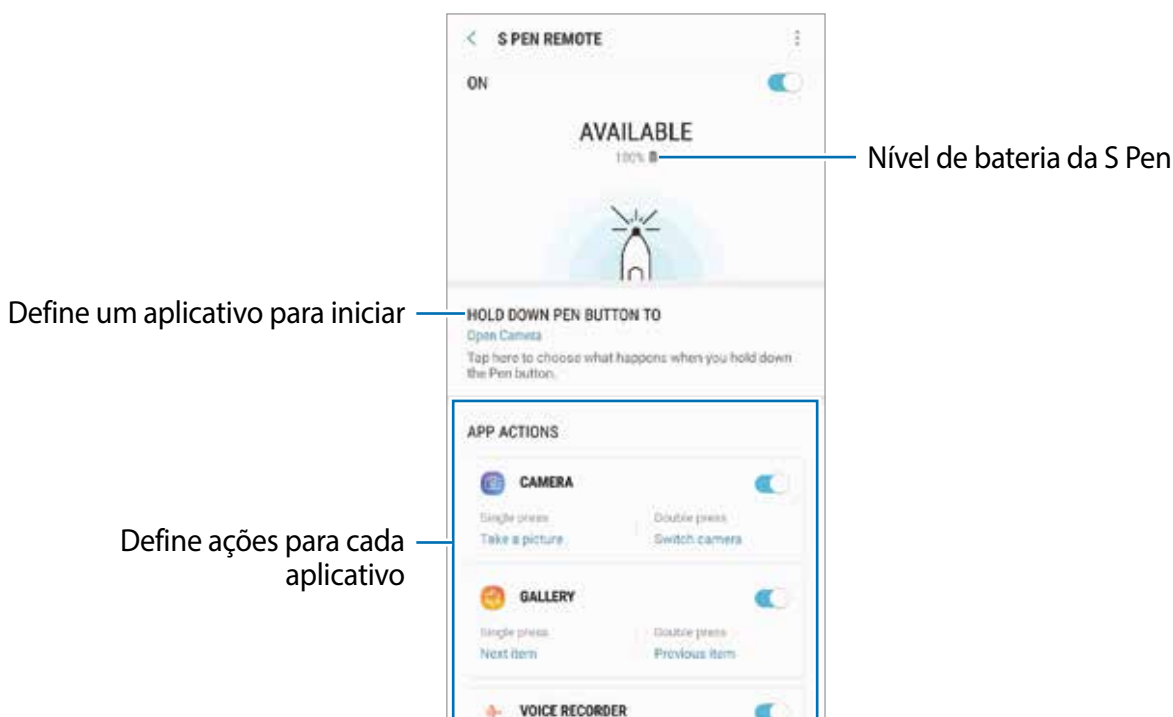 S PEN REMOTE
ON
AVAILABLE
100%
Nível de bateria da S Pen
Define um aplicativo para iniciar
HOLD DOWN PEN BUTTON TO
Open Camera
Tap here to choose what happens when you hold down
the Pen button.
APP ACTIONS
CAMERA
Single press
Double press
Take a picture
Switch camera
Define ações para cada
aplicativo
GALLERY
Single press
Double press
Next item
Previous item
VOICE RECORDER